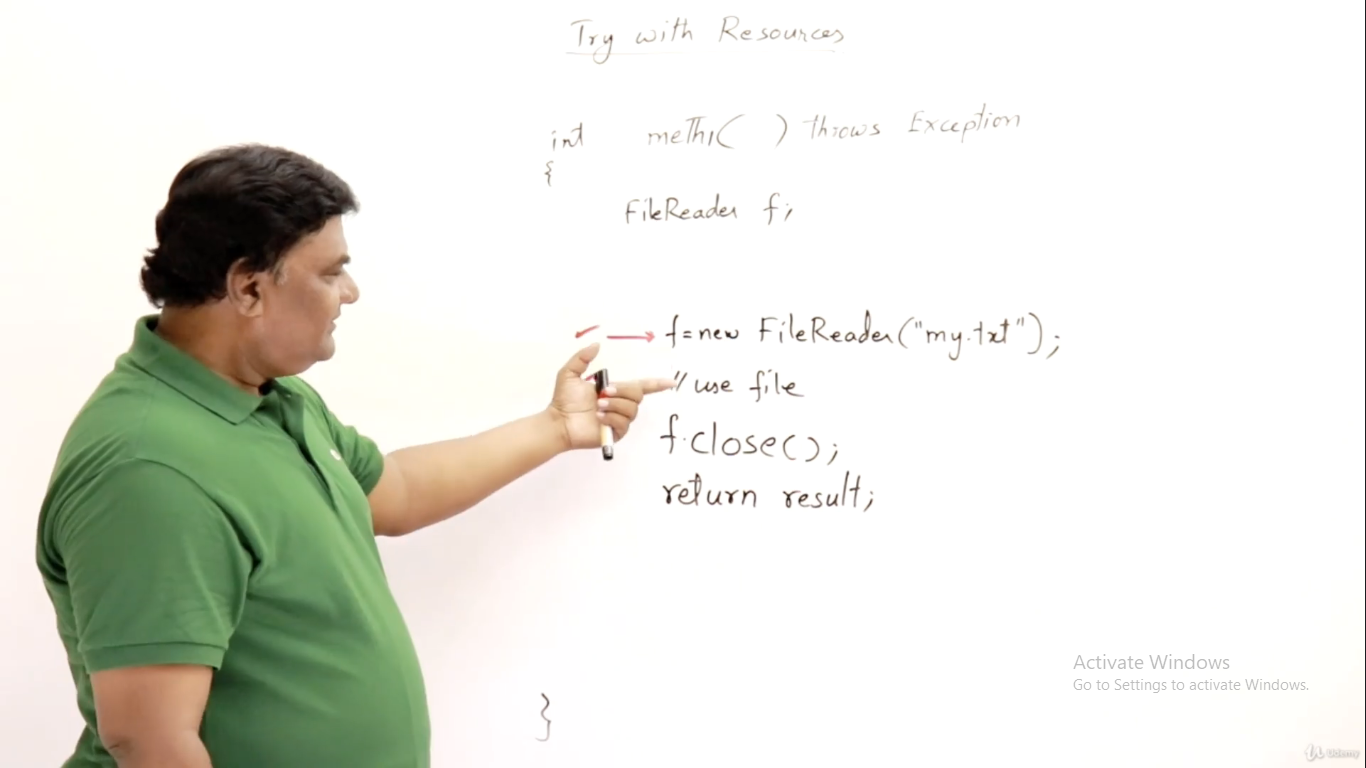 Try with Resources
int meth1( ) throws Exception
{
FileReader f;
f=new FileReader("my.txt");
// use file
f.close();
return result;
}
Activate Windows
Go to Settings to activate Windows.
Udemy